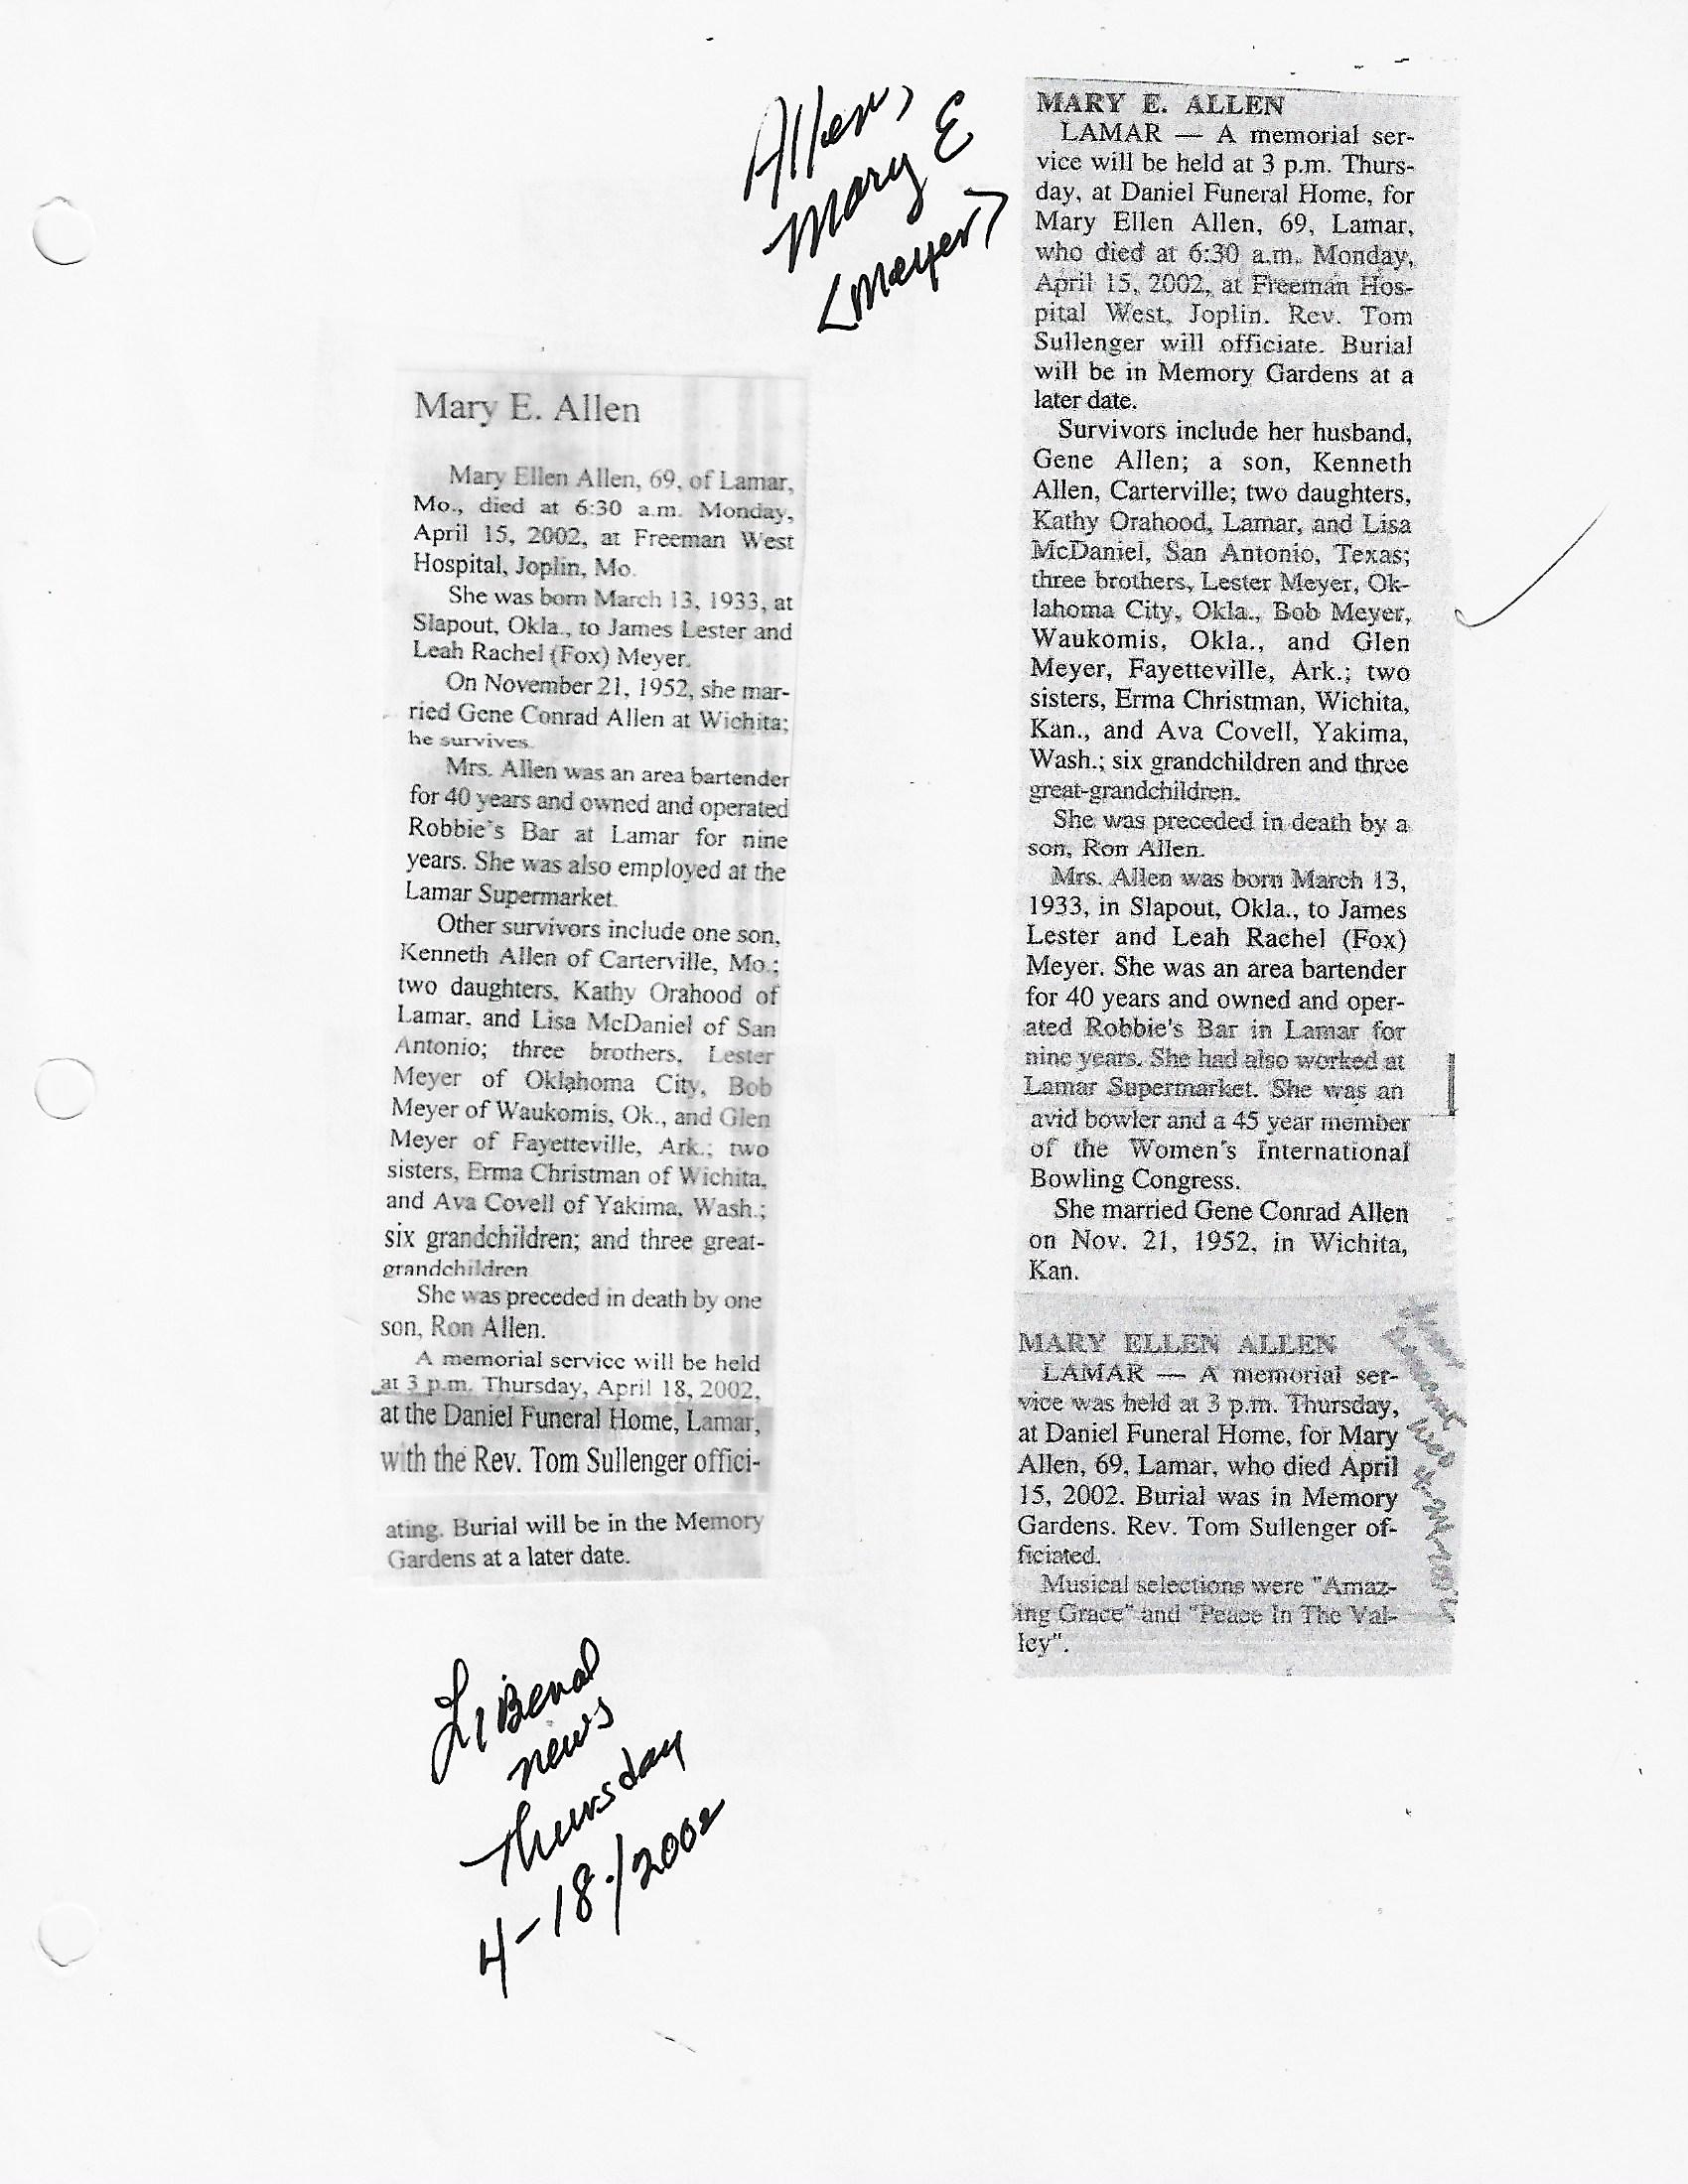 Allen,
Mary E
<Meyer>
Mary E. Allen
Mary Ellen Allen, 69, of Lamar,
Mo., died at 6:30 a.m. Monday,
April 15, 2002, at Freeman West
Hospital, Joplin, Mo.
She was born March 13, 1933, at
Slapout, Okla., to James Lester and
Leah Rachel (Fox) Meyer.
On November 21, 1952, she mar-
ried Gene Conrad Allen at Wichita;
he survives.
Mrs. Allen was an area bartender
for 40 years and owned and operated
Robbie's Bar at Lamar for nine
years. She was also employed at the
Lamar Supermarket.
Other survivors include one son,
Kenneth Allen of Carterville, Mo.;
two daughters, Kathy Orahood of
Lamar, and Lisa McDaniel of San
Antonio; three brothers, Lester
Meyer of Oklahoma City, Bob
Meyer of Waukomis, Ok., and Glen
Meyer of Fayetteville, Ark.; two
sisters, Erma Christman of Wichita,
and Ava Covell of Yakima, Wash.;
six grandchildren; and three great-
grandchildren
She was preceded in death by one
son, Ron Allen.
A memorial service will be held
at 3 p.m. Thursday, April 18, 2002,
at the Daniel Funeral Home, Lamar,
with the Rev. Tom Sullenger offici-
ating. Burial will be in the Memory
Gardens at a later date.
LiBeral
news
Thursday
4-18-/2002
MARY E. ALLEN
LAMAR — A memorial ser-
vice will be held at 3 p.m. Thurs-
day, at Daniel Funeral Home, for
Mary Ellen Allen, 69, Lamar,
who died at 6:30 a.m. Monday,
April 15, 2002, at Freeman Hos-
pital West, Joplin. Rev. Tom
Sullenger will officiate. Burial
will be in Memory Gardens at a
later date.
Survivors include her husband,
Gene Allen; a son, Kenneth
Allen, Carterville; two daughters,
Kathy Orahood, Lamar, and Lisa
McDaniel, San Antonio, Texas;
three brothers, Lester Meyer, Ok-
lahoma City, Okla., Bob Meyer,
Waukomis, Okla., and Glen
Meyer, Fayetteville, Ark.; two
sisters, Erma Christman, Wichita,
Kan., and Ava Covell, Yakima,
Wash.; six grandchildren and three
great-grandchildren.
She was preceded in death by a
son, Ron Allen.
Mrs. Allen was born March 13,
1933, in Slapout, Okla., to James
Lester and Leah Rachel (Fox)
Meyer. She was an area bartender
for 40 years and owned and oper-
ated Robbie's Bar in Lamar for
nine years. She had also worked at
Lamar Supermarket. She was an
avid bowler and a 45 year member
of the Women's International
Bowling Congress.
She married Gene Conrad Allen
on Nov. 21, 1952, in Wichita,
Kan.
MARY ELLEN ALLEN
LAMAR — A memorial ser-
vice was held at 3 p.m. Thursday,
at Daniel Funeral Home, for Mary
Allen, 69, Lamar, who died April
15, 2002. Burial was in Memory
Gardens. Rev. Tom Sullenger of-
ficiated.
Musical selections were "Amaz-
ing Grace" and "Peace In The Val-
ley".